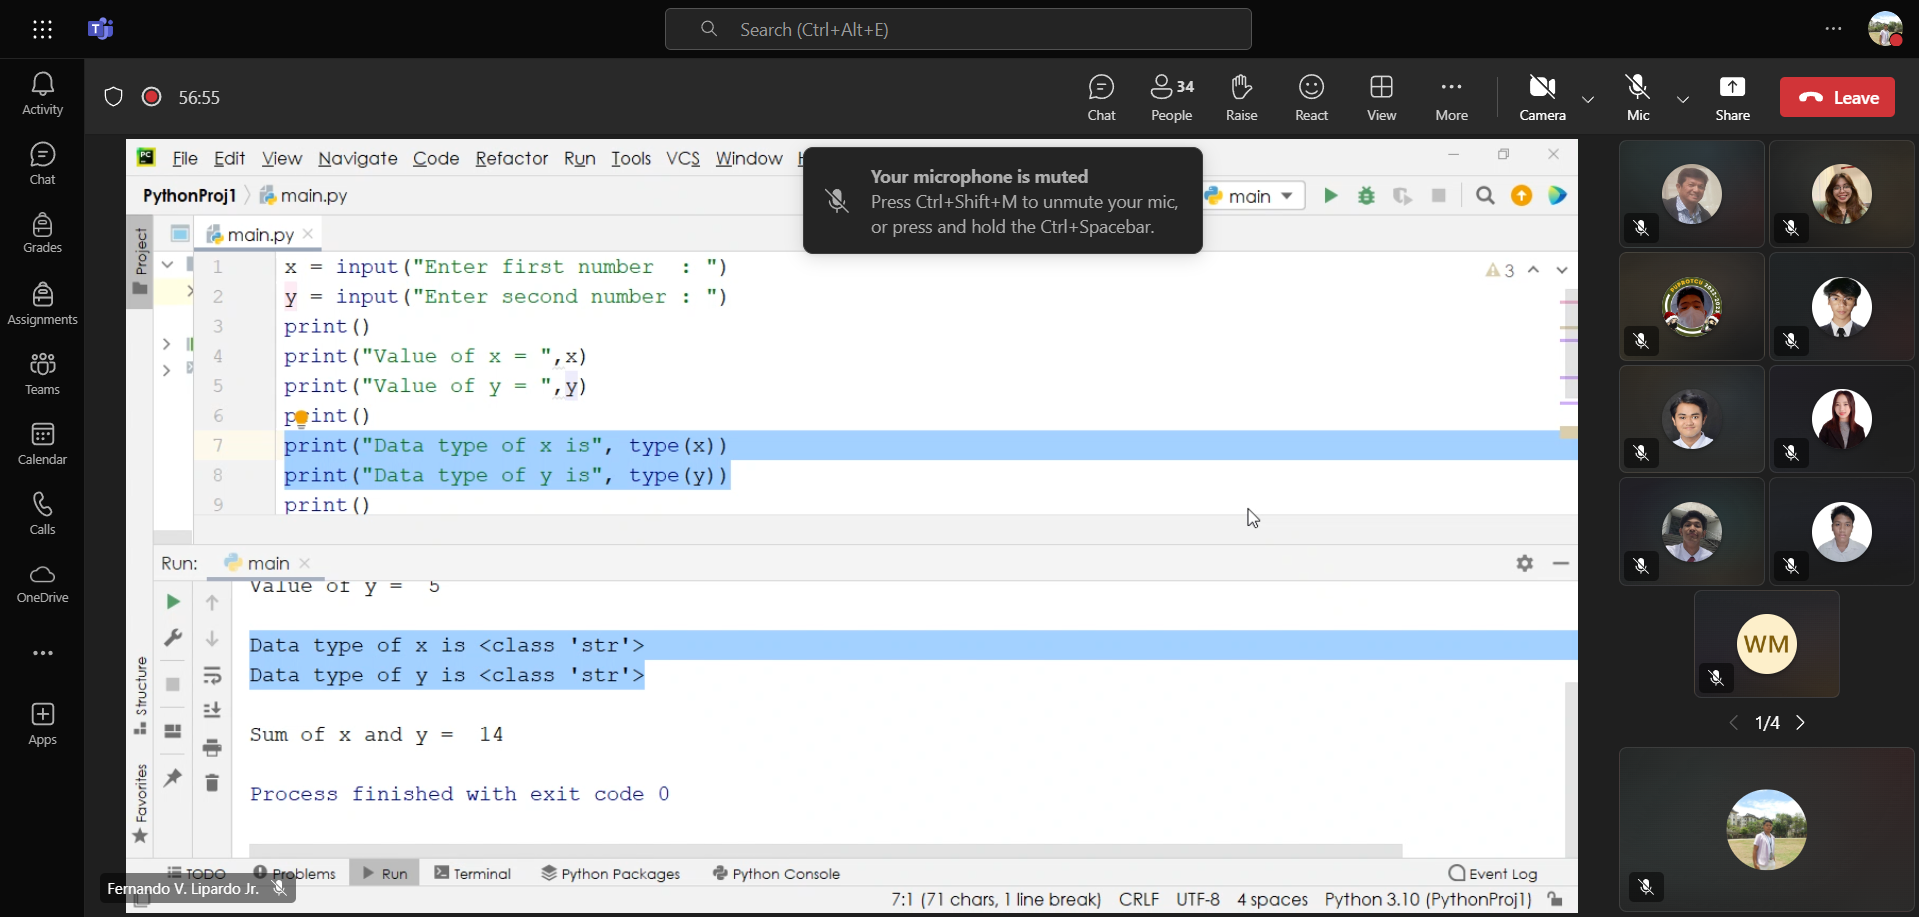 Search (Ctrl+Alt+E)
56:55
Chat
34
People
Raise
React
View
More
Camera
Mic
Share
Leave
Activity
Chat
Grades
Assignments
Teams
Calendar
Calls
OneDrive
Apps
PC File Edit View Navigate Code Refactor Run Tools VCS Window
Your microphone is muted
Press Ctrl+Shift+M to unmute your mic,
or press and hold the Ctrl+Spacebar.
PythonProj1 main.py
main
Project
main.py
3
1 x = input("Enter first number  : ")
2 y = input("Enter second number : ")
3 print()
4 print("Value of x = ",x)
5 print("Value of y = ",y)
6 print()
7 print("Data type of x is", type(x))
8 print("Data type of y is", type(y))
9 print()
Run: main
Value of y =  5
Data type of x is <class 'str'>
Data type of y is <class 'str'>
Sum of x and y =  14
Process finished with exit code 0
Structure
Favorites
TODO Problems Run Terminal Python Packages Python Console Event Log
Fernando V. Lipardo Jr.
7:1 (71 chars, 1 line break) CRLF UTF-8 4 spaces Python 3.10 (PythonProj1)
WM
1/4